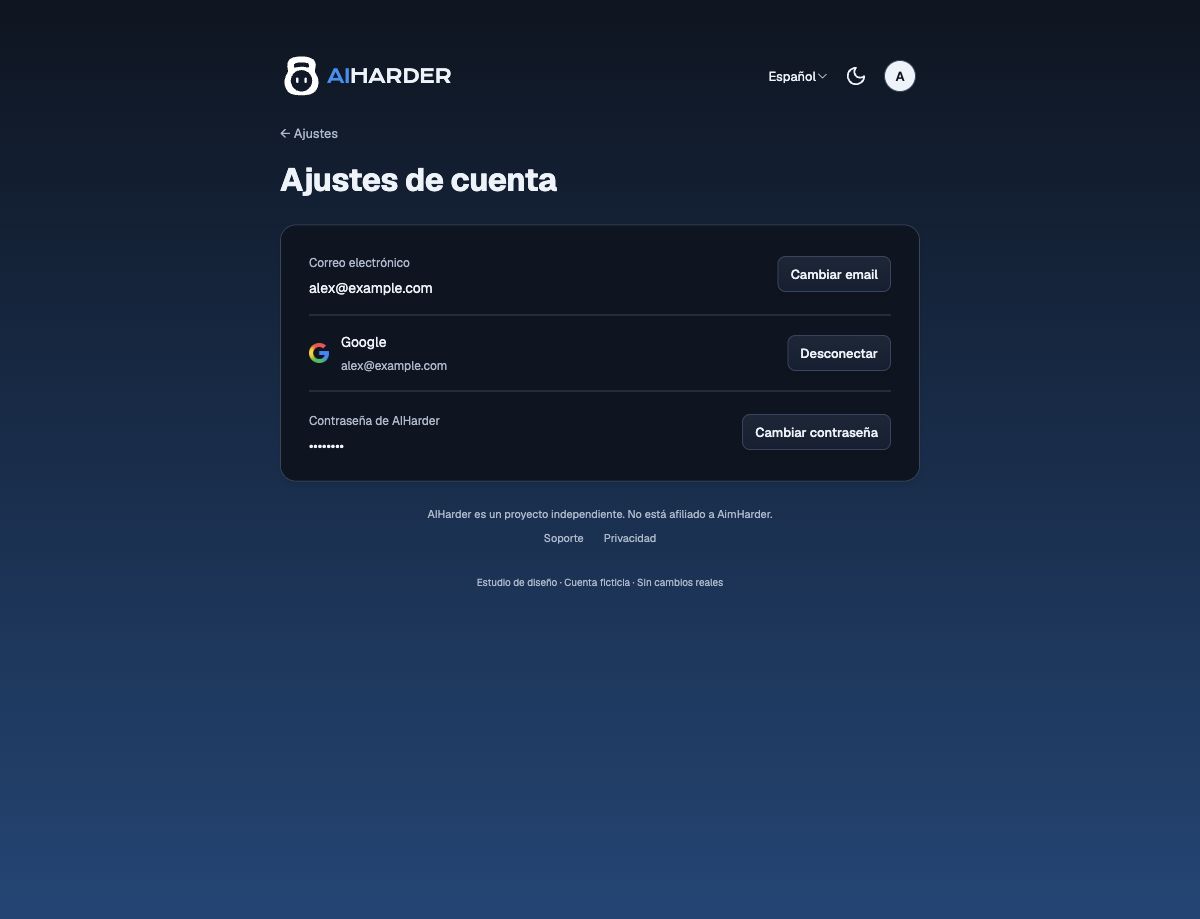 AIHARDER
Español
A
← Ajustes
Ajustes de cuenta
Correo electrónico
alex@example.com
Cambiar email
Google
alex@example.com
Desconectar
Contraseña de AIHarder
••••••••
Cambiar contraseña
AIHarder es un proyecto independiente. No está afiliado a AimHarder.
Soporte Privacidad
Estudio de diseño · Cuenta ficticia · Sin cambios reales